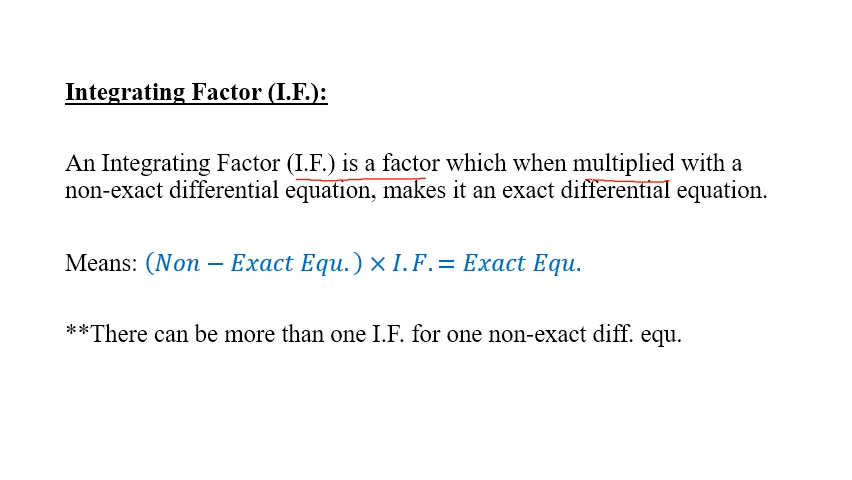 Integrating Factor (I.F.):
An Integrating Factor (I.F.) is a factor which when multiplied with a
non-exact differential equation, makes it an exact differential equation.
Means: (Non − Exact Equ.) × I.F. = Exact Equ.
**There can be more than one I.F. for one non-exact diff. equ.